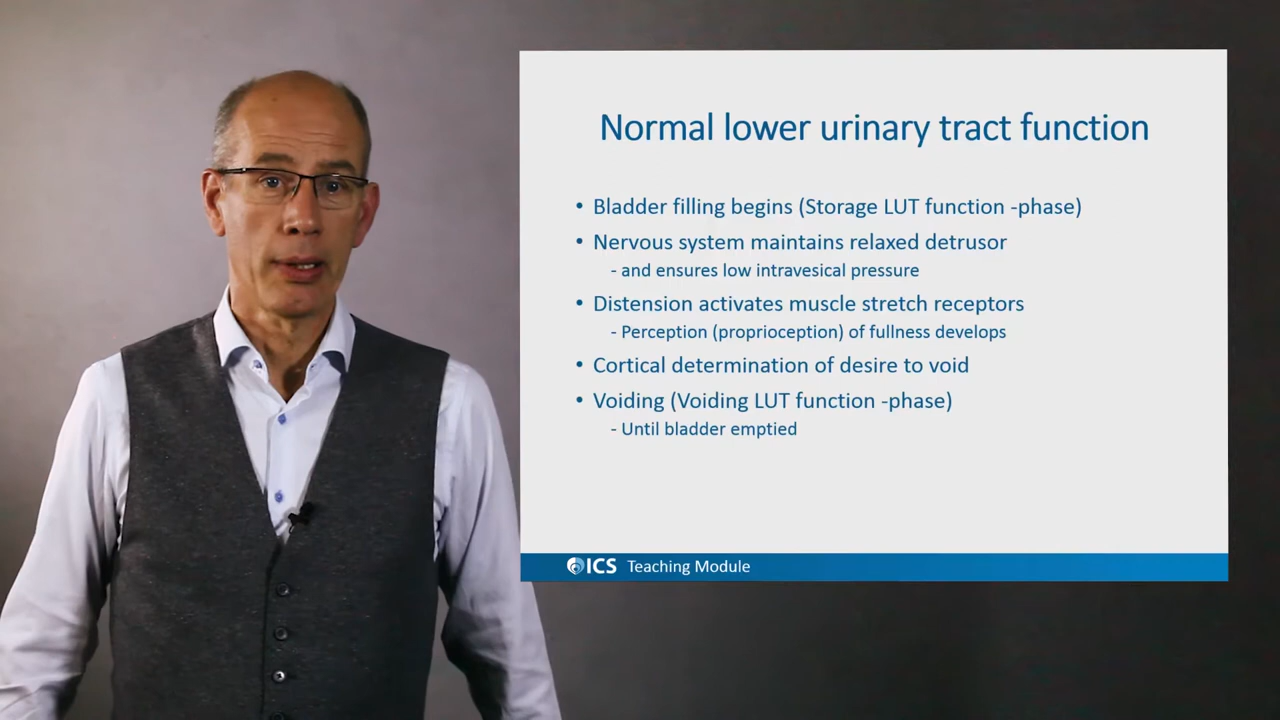 Normal lower urinary tract function
• Bladder filling begins (Storage LUT function -phase)
• Nervous system maintains relaxed detrusor
- and ensures low intravesical pressure
• Distension activates muscle stretch receptors
- Perception (proprioception) of fullness develops
• Cortical determination of desire to void
• Voiding (Voiding LUT function -phase)
- Until bladder emptied
ICS Teaching Module